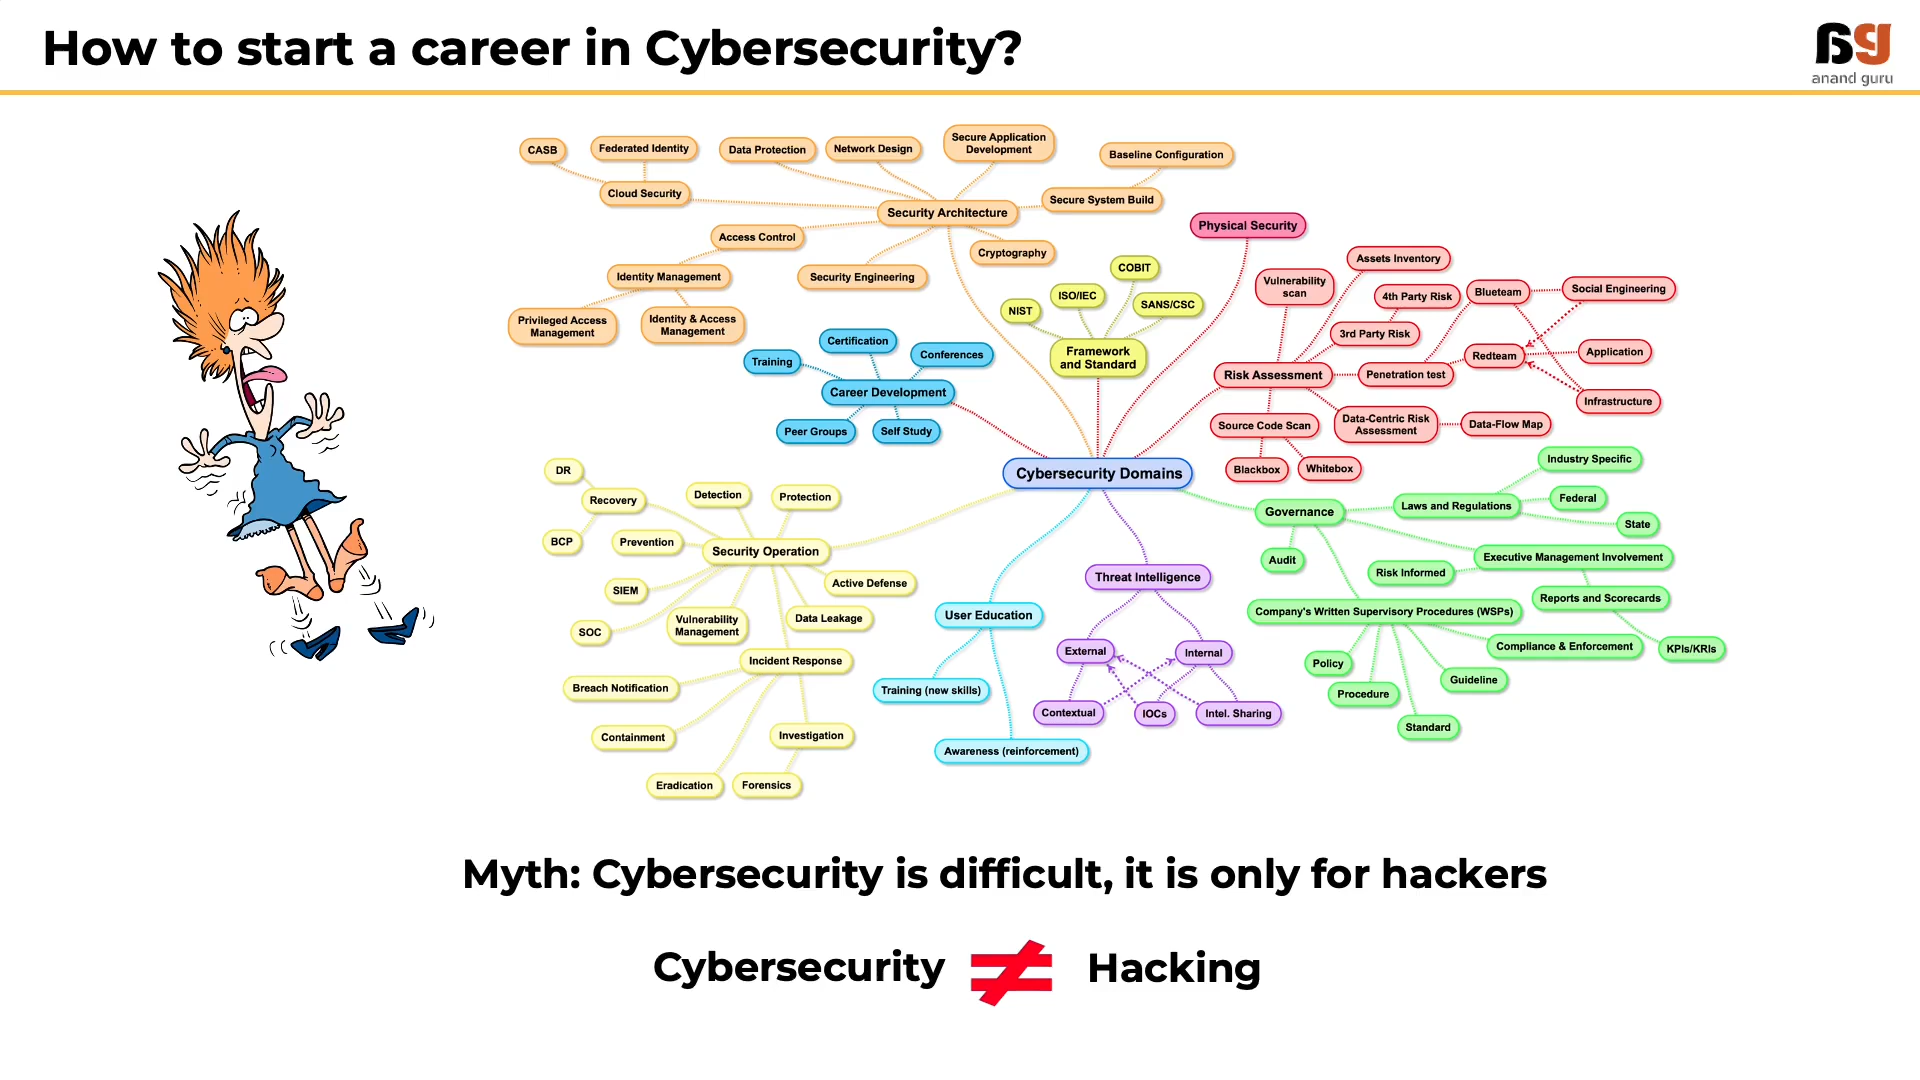 How to start a career in Cybersecurity?
anand guru
CASB
Federated Identity
Data Protection
Network Design
Secure Application
Development
Baseline Configuration
Cloud Security
Secure System Build
Security Architecture
Access Control
Cryptography
Identity Management
Security Engineering
Privileged Access
Management
Identity & Access
Management
Physical Security
COBIT
ISO/IEC
NIST
SANS/CSC
Framework
and Standard
Certification
Training
Conferences
Career Development
Peer Groups
Self Study
Assets Inventory
Vulnerability
scan
4th Party Risk
Blueteam
Social Engineering
3rd Party Risk
Redteam
Application
Risk Assessment
Penetration test
Infrastructure
Source Code Scan
Data-Centric Risk
Assessment
Data-Flow Map
Blackbox
Whitebox
Cybersecurity Domains
DR
Recovery
Detection
Protection
BCP
Prevention
Security Operation
SIEM
Active Defense
SOC
Vulnerability
Management
Data Leakage
Incident Response
Breach Notification
Containment
Investigation
Eradication
Forensics
User Education
Training (new skills)
Awareness (reinforcement)
Threat Intelligence
External
Internal
Contextual
IOCs
Intel. Sharing
Industry Specific
Governance
Laws and Regulations
Federal
State
Audit
Executive Management Involvement
Risk Informed
Reports and Scorecards
Company's Written Supervisory Procedures (WSPs)
Compliance & Enforcement
KPIs/KRIs
Policy
Procedure
Guideline
Standard
Myth: Cybersecurity is difficult, it is only for hackers
Cybersecurity ≠ Hacking